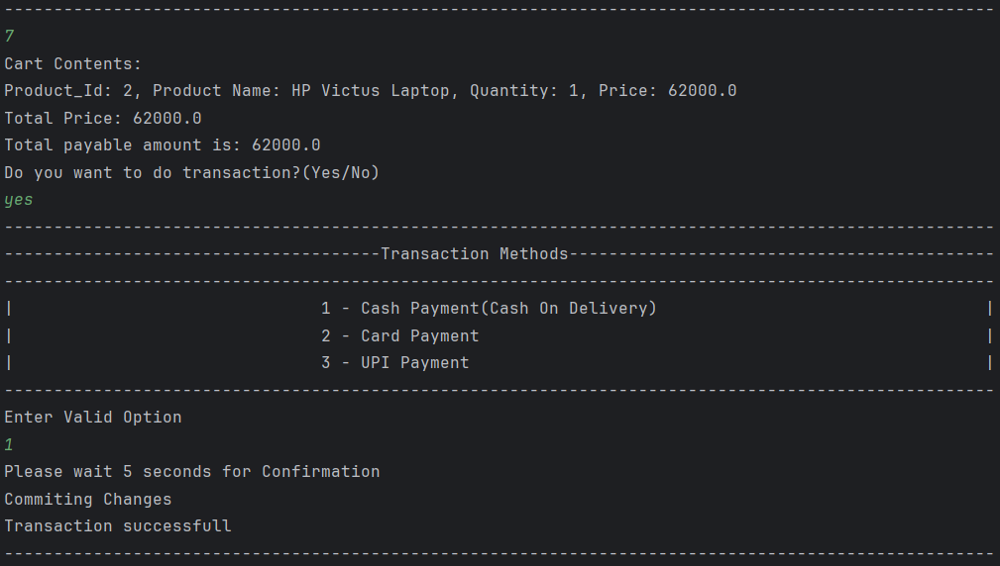 ----------------------------------------------------------------------------------------------------
7
Cart Contents:
Product_Id: 2, Product Name: HP Victus Laptop, Quantity: 1, Price: 62000.0
Total Price: 62000.0
Total payable amount is: 62000.0
Do you want to do transaction?(Yes/No)
yes
----------------------------------------------------------------------------------------------------
--------------------------------------Transaction Methods-------------------------------------------
----------------------------------------------------------------------------------------------------
|                               1 - Cash Payment(Cash On Delivery)                                 |
|                               2 - Card Payment                                                   |
|                               3 - UPI Payment                                                    |
----------------------------------------------------------------------------------------------------
Enter Valid Option
1
Please wait 5 seconds for Confirmation
Commiting Changes
Transaction successfull
----------------------------------------------------------------------------------------------------